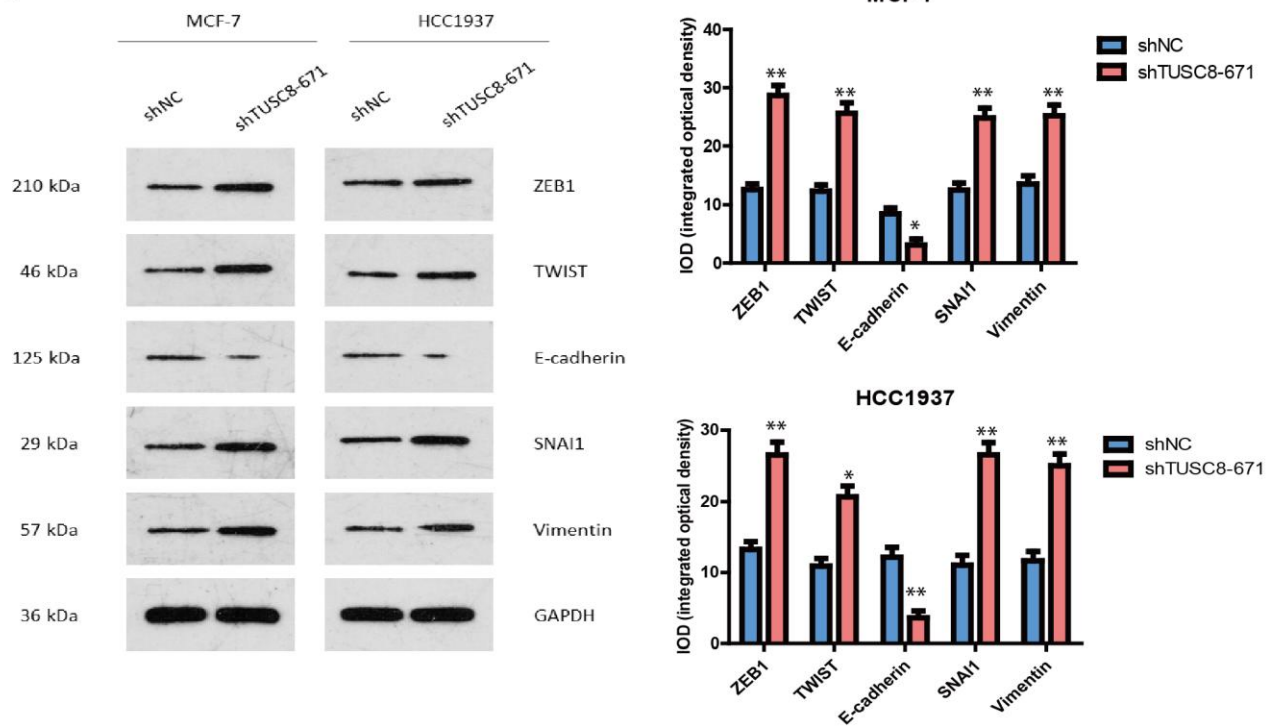 MCF-7 HCC1937
shNC shTUSC8-671 shNC shTUSC8-671
210 kDa ZEB1
46 kDa TWIST
125 kDa E-cadherin
29 kDa SNAI1
57 kDa Vimentin
36 kDa GAPDH
IOD (integrated optical density)
40
30
20
10
0
** ** * ** **
ZEB1 TWIST E-cadherin SNAI1 Vimentin
shNC
shTUSC8-671
HCC1937
IOD (integrated optical density)
30
20
10
0
** * ** ** **
ZEB1 TWIST E-cadherin SNAI1 Vimentin
shNC
shTUSC8-671